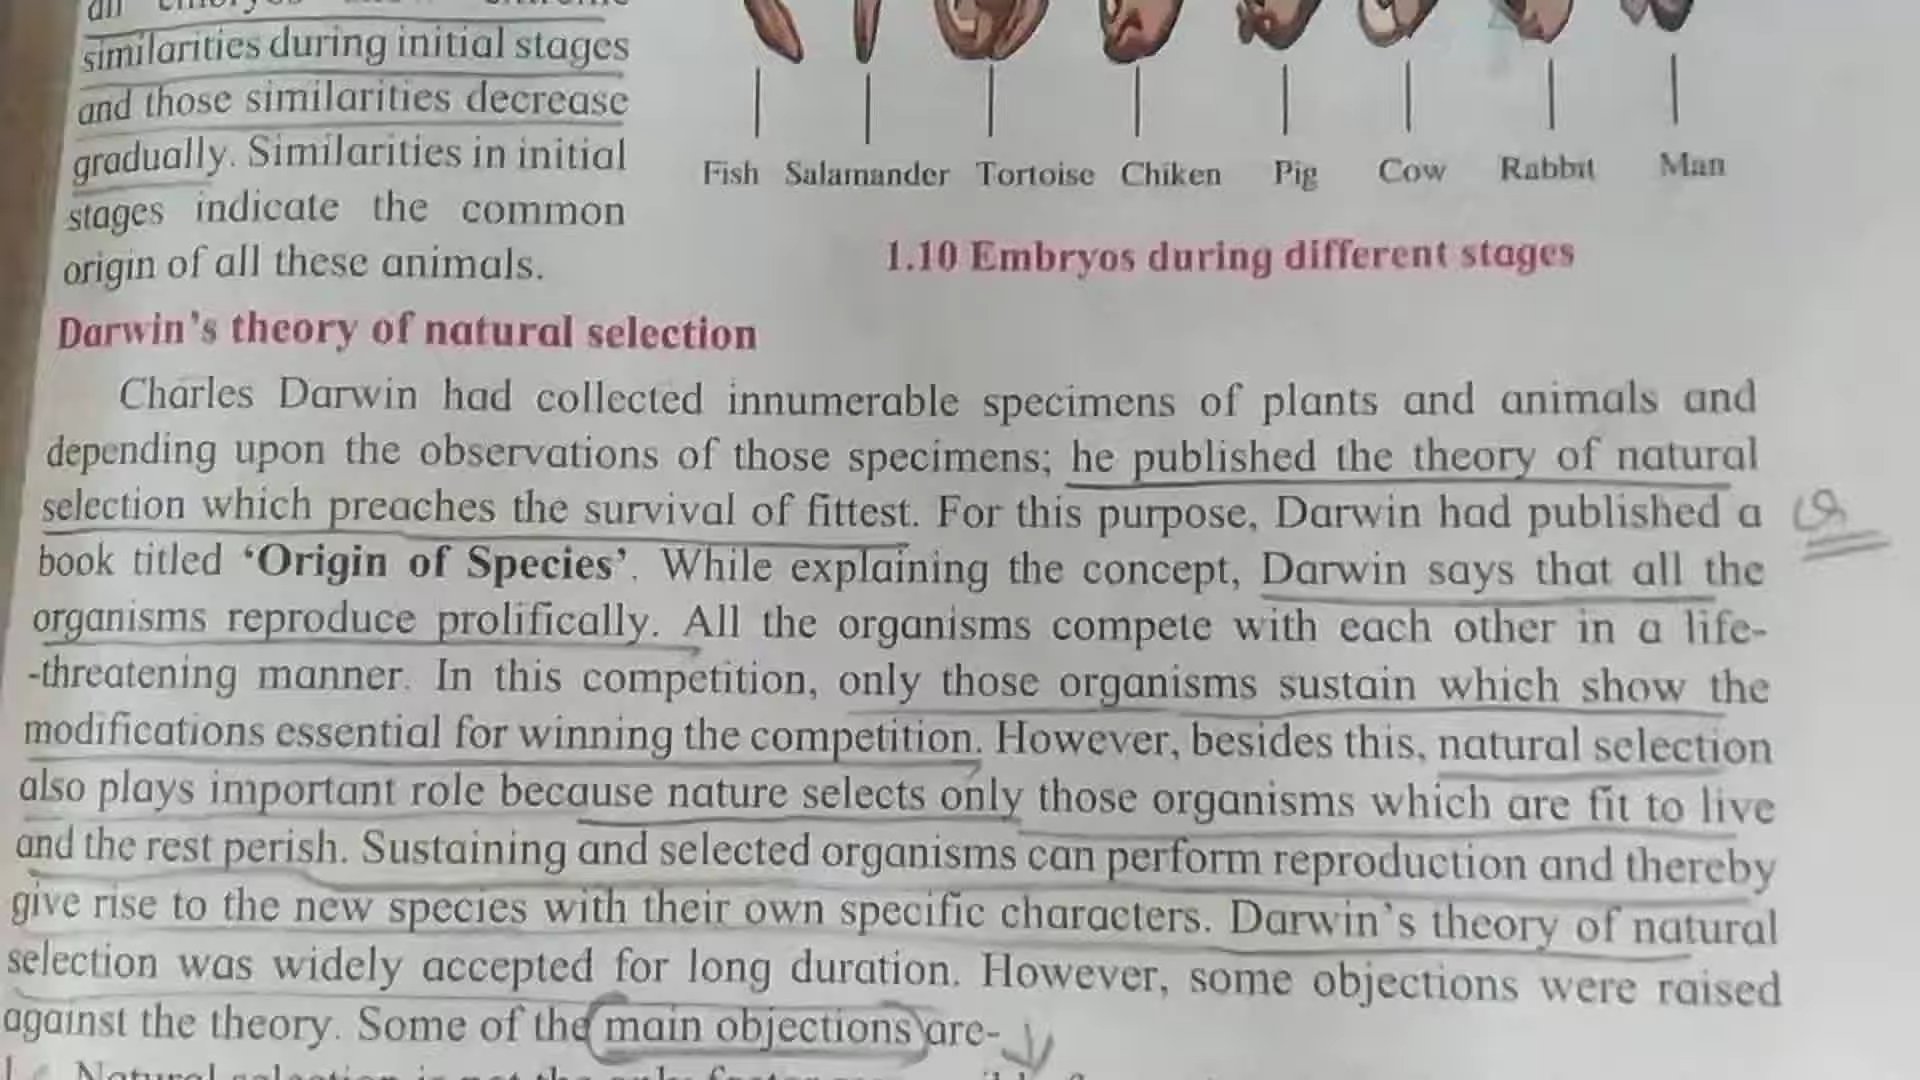 all embryos
similarities during initial stages
and those similarities decrease
gradually. Similarities in initial
stages indicate the common
origin of all these animals.
Fish Salamander Tortoise Chiken Pig Cow Rabbit Man
1.10 Embryos during different stages
Darwin's theory of natural selection
Charles Darwin had collected innumerable specimens of plants and animals and
depending upon the observations of those specimens; he published the theory of natural
selection which preaches the survival of fittest. For this purpose, Darwin had published a
book titled ‘Origin of Species’. While explaining the concept, Darwin says that all the
organisms reproduce prolifically. All the organisms compete with each other in a life-
-threatening manner. In this competition, only those organisms sustain which show the
modifications essential for winning the competition. However, besides this, natural selection
also plays important role because nature selects only those organisms which are fit to live
and the rest perish. Sustaining and selected organisms can perform reproduction and thereby
give rise to the new species with their own specific characters. Darwin's theory of natural
selection was widely accepted for long duration. However, some objections were raised
against the theory. Some of the main objections are-
Natural selection is not the only factor